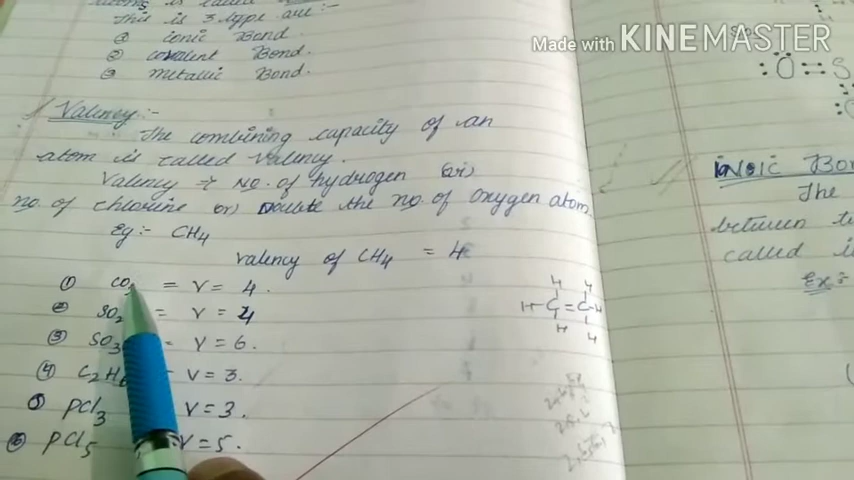 This is 3 type are:-
① ionic Bond.
② covalent Bond.
③ metallic Bond.
Valency:-
The combining capacity of an
atom is called Valency.
Valency → No. of hydrogen (or)
no. of chlorine or) Double the no. of oxygen atom.
Eg:- CH4
valency of CH4 = 4
① CO2 = V = 4.
② SO2 = V = 4
③ SO3 = V = 6.
④ C2H6 = V = 3.
⑤ PCl3 V = 3.
⑥ PCl5 V = 5.
H H
H-C=C-H
H H
:O=S
INOIC Bon
The
between
called i
Ex:-
Made with KINEMASTER